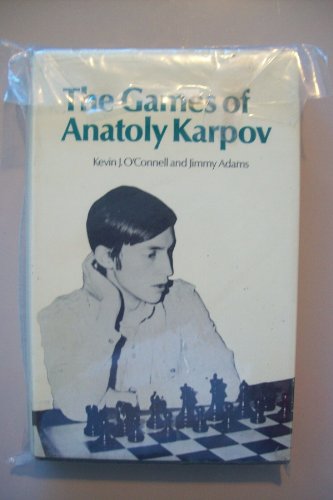 The Games of
Anatoly Karpov
Kevin J. O'Connell and Jimmy Adams